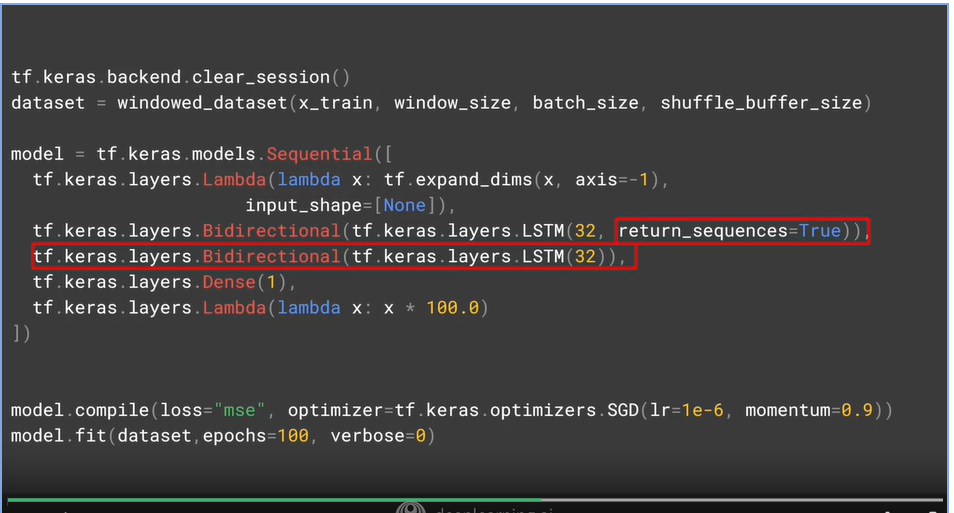 tf.keras.backend.clear_session()
dataset = windowed_dataset(x_train, window_size, batch_size, shuffle_buffer_size)
model = tf.keras.models.Sequential([
tf.keras.layers.Lambda(lambda x: tf.expand_dims(x, axis=-1),
input_shape=[None]),
tf.keras.layers.Bidirectional(tf.keras.layers.LSTM(32, return_sequences=True)),
tf.keras.layers.Bidirectional(tf.keras.layers.LSTM(32)),
tf.keras.layers.Dense(1),
tf.keras.layers.Lambda(lambda x: x * 100.0)
])
model.compile(loss="mse", optimizer=tf.keras.optimizers.SGD(lr=1e-6, momentum=0.9))
model.fit(dataset,epochs=100, verbose=0)